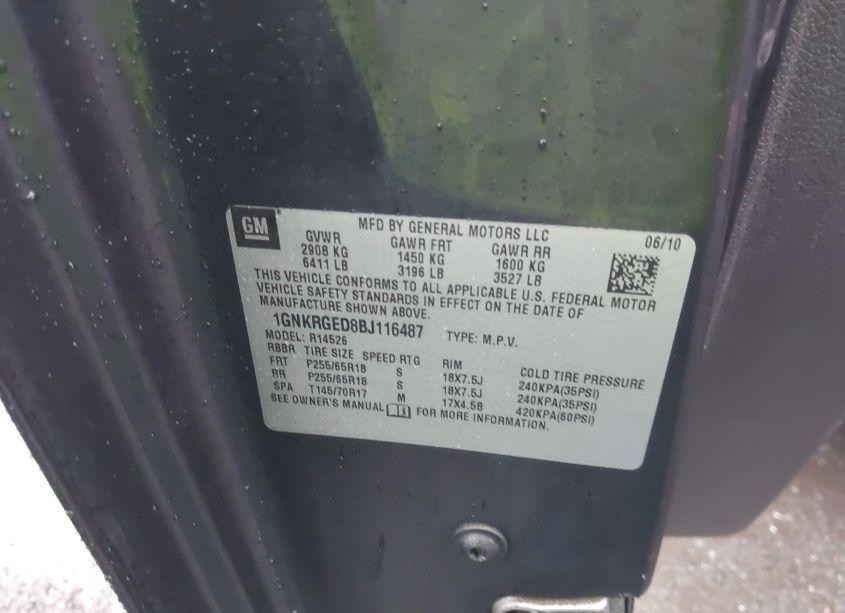 GM
MFD BY GENERAL MOTORS LLC
06/10
GVWR GAWR FRT GAWR RR
2908 KG 1450 KG 1600 KG
6411 LB 3196 LB 3527 LB
THIS VEHICLE CONFORMS TO ALL APPLICABLE U.S. FEDERAL MOTOR
VEHICLE SAFETY STANDARDS IN EFFECT ON THE DATE OF
MANUFACTURE SHOWN ABOVE.
1GNKRGED8BJ116487 TYPE: M.P.V.
MODEL: R14526
RBBR TIRE SIZE SPEED RTG RIM COLD TIRE PRESSURE
FRT P255/65R18 S 18X7.5J 240KPA(35PSI)
RR P255/65R18 S 18X7.5J 240KPA(35PSI)
SPA T145/70R17 M 17X4.5B 420KPA(60PSI)
SEE OWNER'S MANUAL FOR MORE INFORMATION.